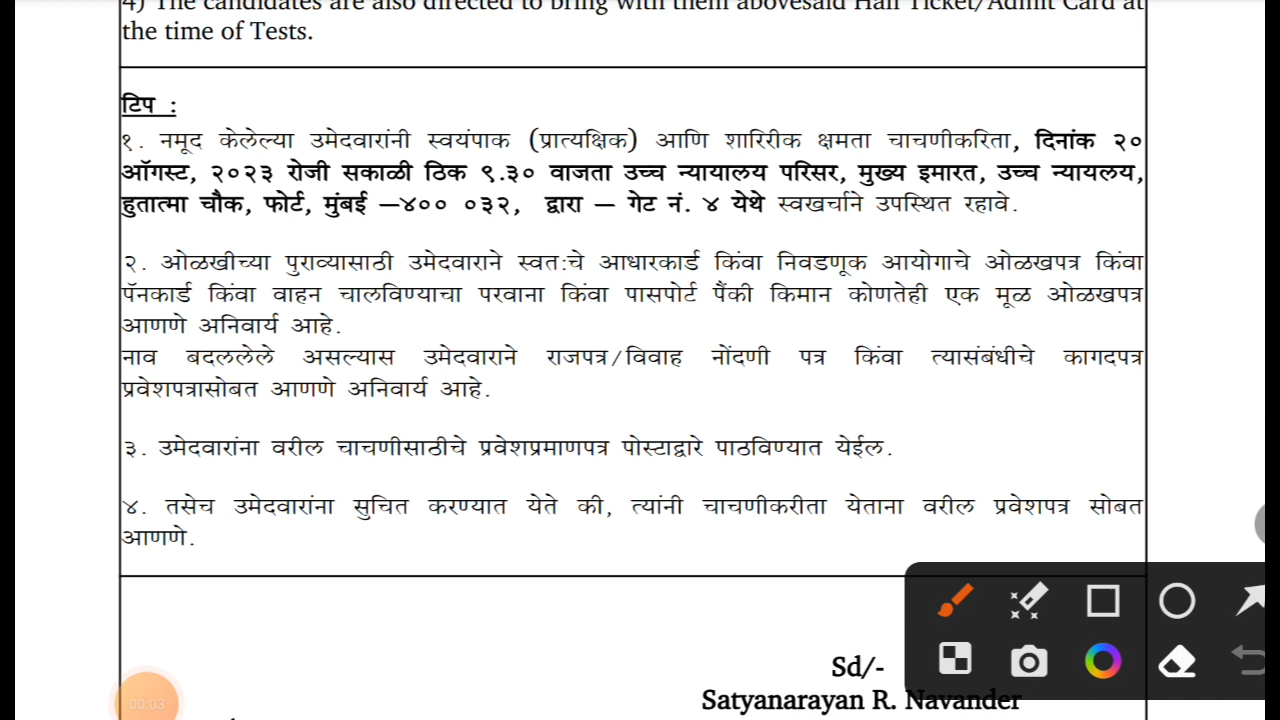 4) The candidates are also directed to bring with them abovesaid Hall Ticket/Admit Card at
the time of Tests.
टिप :
१. नमूद केलेल्या उमेदवारांनी स्वयंपाक (प्रात्यक्षिक) आणि शारिरीक क्षमता चाचणीकरिता, दिनांक २०
ऑगस्ट, २०२३ रोजी सकाळी ठिक ९.३० वाजता उच्च न्यायालय परिसर, मुख्य इमारत, उच्च न्यायलय,
हुतात्मा चौक, फोर्ट, मुंबई –४०० ०३२, द्वारा – गेट नं. ४ येथे स्वखर्चाने उपस्थित रहावे.
२. ओळखीच्या पुराव्यासाठी उमेदवाराने स्वत:चे आधारकार्ड किंवा निवडणूक आयोगाचे ओळखपत्र किंवा
पॅनकार्ड किंवा वाहन चालविण्याचा परवाना किंवा पासपोर्ट पैंकी किमान कोणतेही एक मूळ ओळखपत्र
आणणे अनिवार्य आहे.
नाव बदललेले असल्यास उमेदवाराने राजपत्र/विवाह नोंदणी पत्र किंवा त्यासंबंधीचे कागदपत्र
प्रवेशपत्रासोबत आणणे अनिवार्य आहे.
३. उमेदवारांना वरील चाचणीसाठीचे प्रवेशप्रमाणपत्र पोस्टाद्वारे पाठविण्यात येईल.
४. तसेच उमेदवारांना सुचित करण्यात येते की, त्यांनी चाचणीकरीता येताना वरील प्रवेशपत्र सोबत
आणणे.
Sd/-
Satyanarayan R. Navander
00:03